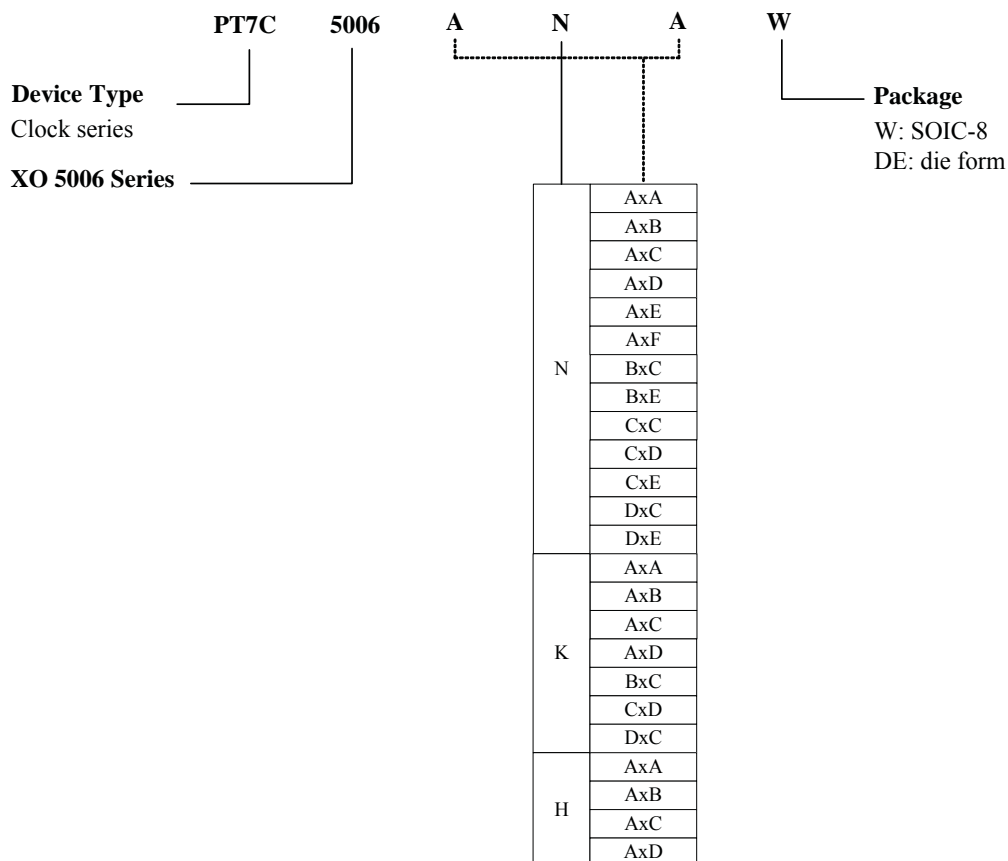 PT7C 5006 A N A W
Device Type
Clock series
XO 5006 Series
Package
W: SOIC-8
DE: die form
N
AxA
AxB
AxC
AxD
AxE
AxF
BxC
BxE
CxC
CxD
CxE
DxC
DxE
K
AxA
AxB
AxC
AxD
BxC
CxD
DxC
H
AxA
AxB
AxC
AxD